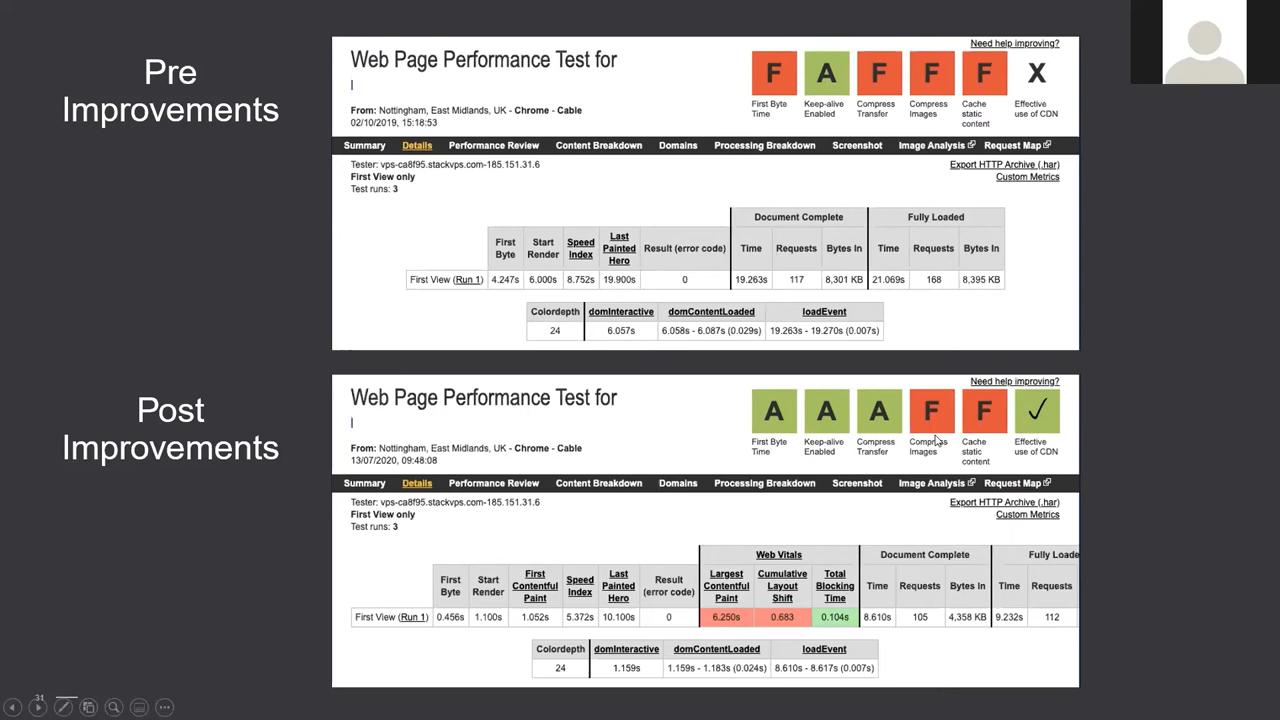 Pre
Improvements
Web Page Performance Test for
From: Nottingham, East Midlands, UK - Chrome - Cable
02/10/2019, 15:18:53
Need help improving?
F A F F F X
First Byte Time
Keep-alive Enabled
Compress Transfer
Compress Images
Cache static content
Effective use of CDN
Summary Details Performance Review Content Breakdown Domains Processing Breakdown Screenshot Image Analysis Request Map
Tester: vps-ca8f95.stackvps.com-185.151.31.6
First View only
Test runs: 3
Export HTTP Archive (.har)
Custom Metrics
Document Complete Fully Loaded
First Byte Start Render Speed Index Last Painted Hero Result (error code) Time Requests Bytes In Time Requests Bytes In
First View (Run 1) 4.247s 6.000s 8.752s 19.900s 0 19.263s 117 8,301 KB 21.069s 168 8,395 KB
Colordepth domInteractive domContentLoaded loadEvent
24 6.057s 6.058s - 6.087s (0.029s) 19.263s - 19.270s (0.007s)
Post
Improvements
Web Page Performance Test for
From: Nottingham, East Midlands, UK - Chrome - Cable
13/07/2020, 09:48:08
Need help improving?
A A A F F ✓
First Byte Time
Keep-alive Enabled
Compress Transfer
Compress Images
Cache static content
Effective use of CDN
Summary Details Performance Review Content Breakdown Domains Processing Breakdown Screenshot Image Analysis Request Map
Tester: vps-ca8f95.stackvps.com-185.151.31.6
First View only
Test runs: 3
Export HTTP Archive (.har)
Custom Metrics
Web Vitals Document Complete Fully Loade
First Byte Start Render First Contentful Paint Speed Index Last Painted Hero Result (error code) Largest Contentful Paint Cumulative Layout Shift Total Blocking Time Time Requests Bytes In Time Requests
First View (Run 1) 0.456s 1.100s 1.052s 5.372s 10.100s 0 6.250s 0.683 0.104s 8.610s 105 4,358 KB 9.232s 112
Colordepth domInteractive domContentLoaded loadEvent
24 1.159s 1.159s - 1.183s (0.024s) 8.610s - 8.617s (0.007s)
31